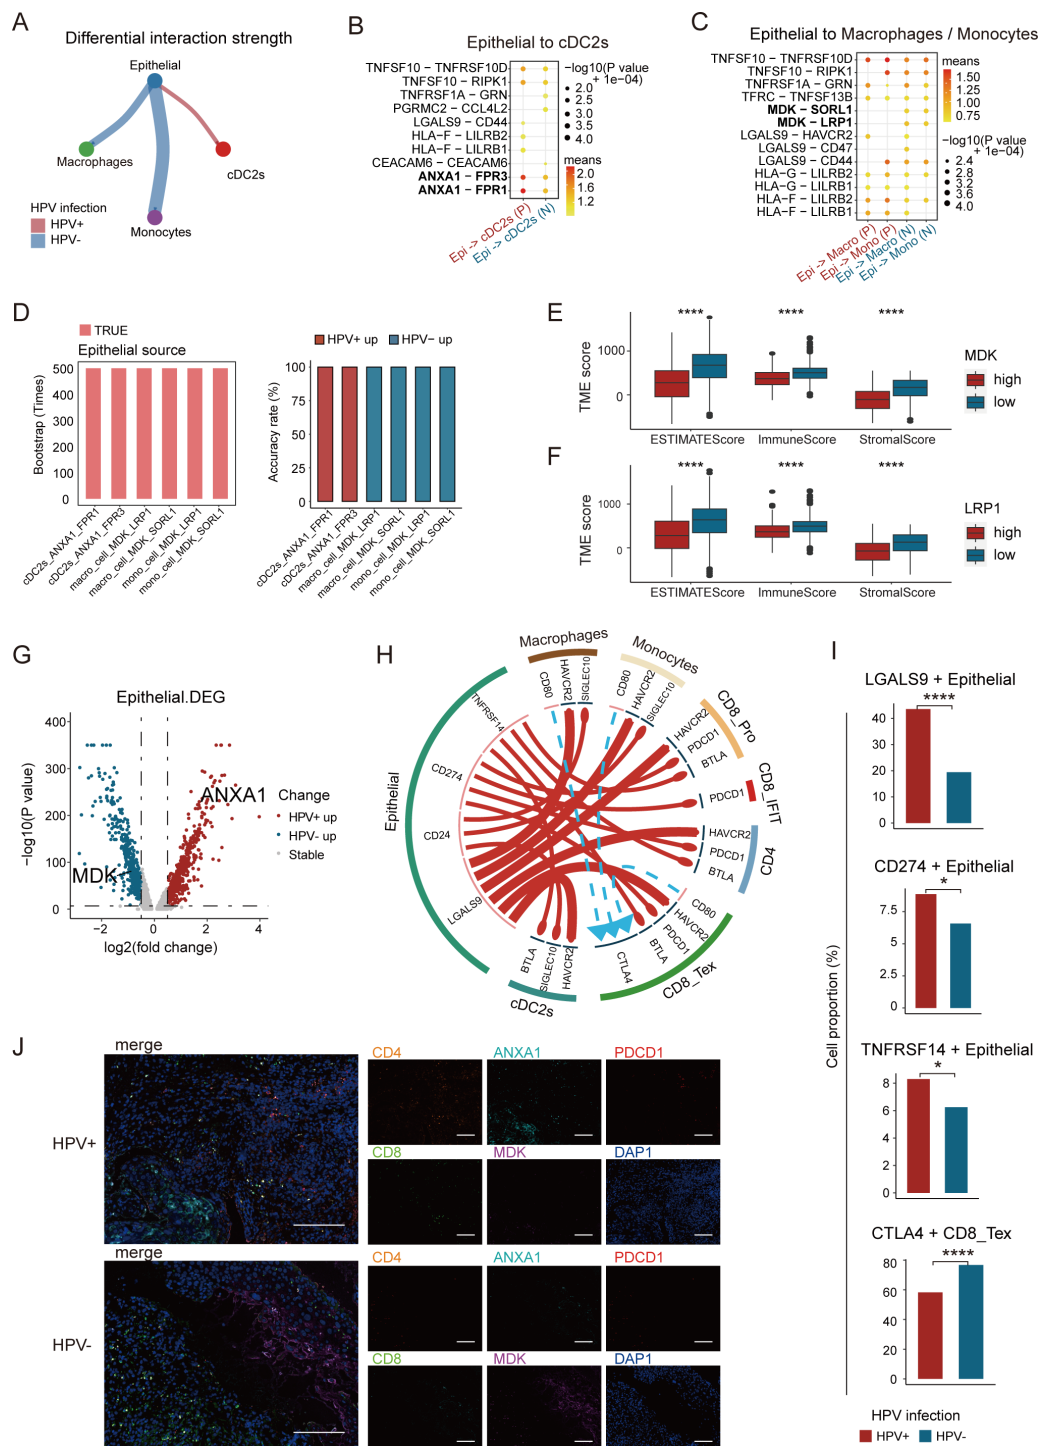 A
Differential interaction strength
Epithelial
Macrophages
cDC2s
Monocytes
HPV infection
HPV+
HPV-
B
Epithelial to cDC2s
TNFSF10 − TNFRSF10D
TNFSF10 − RIPK1
TNFRSF1A − GRN
PGRMC2 − CCL4L2
LGALS9 − CD44
HLA−F − LILRB2
HLA−F − LILRB1
CEACAM6 − CEACAM6
ANXA1 − FPR3
ANXA1 − FPR1
Epi -> cDC2s (P)
Epi -> cDC2s (N)
−log10(P value
+ 1e−04)
2.0
2.5
3.0
3.5
4.0
means
2.0
1.6
1.2
C
Epithelial to Macrophages / Monocytes
TNFSF10 − TNFRSF10D
TNFSF10 − RIPK1
TNFRSF1A − GRN
TFRC − TNFSF13B
MDK − SORL1
MDK − LRP1
LGALS9 − HAVCR2
LGALS9 − CD47
LGALS9 − CD44
HLA−G − LILRB2
HLA−G − LILRB1
HLA−F − LILRB2
HLA−F − LILRB1
Epi -> Macro (P)
Epi -> Mono (P)
Epi -> Macro (N)
Epi -> Mono (N)
means
1.50
1.25
1.00
0.75
−log10(P value
+ 1e−04)
2.4
2.8
3.2
3.6
4.0
D
TRUE
Epithelial source
Bootstrap (Times)
500
400
300
200
100
0
cDC2s_ANXA1_FPR1
cDC2s_ANXA1_FPR3
macro_cell_MDK_LRP1
macro_cell_MDK_SORL1
mono_cell_MDK_LRP1
mono_cell_MDK_SORL1
HPV+ up
HPV− up
Accuracy rate (%)
100
75
50
25
0
cDC2s_ANXA1_FPR1
cDC2s_ANXA1_FPR3
macro_cell_MDK_LRP1
macro_cell_MDK_SORL1
mono_cell_MDK_LRP1
mono_cell_MDK_SORL1
E
TME score
1000
0
**** **** ****
ESTIMATEScore ImmuneScore StromalScore
MDK
high
low
F
TME score
1000
0
**** **** ****
ESTIMATEScore ImmuneScore StromalScore
LRP1
high
low
G
Epithelial.DEG
−log10(P value)
400
300
200
100
0
ANXA1
MDK
−2 0 2 4
log2(fold change)
Change
HPV+ up
HPV− up
Stable
H
Macrophages
CD80
HAVCR2
SIGLEC10
Monocytes
CD80
HAVCR2
SIGLEC10
CD8_Pro
HAVCR2
PDCD1
BTLA
CD8_IFIT
PDCD1
CD4
HAVCR2
PDCD1
BTLA
CD8_Tex
CD80
HAVCR2
PDCD1
BTLA
CTLA4
cDC2s
HAVCR2
SIGLEC10
BTLA
Epithelial
TNFRSF14
CD274
CD24
LGALS9
I
Cell proportion (%)
LGALS9 + Epithelial
****
40
30
20
10
0
CD274 + Epithelial
*
7.5
5
2.5
0
TNFRSF14 + Epithelial
*
8
6
4
2
0
CTLA4 + CD8_Tex
****
80
60
40
20
0
HPV infection
HPV+
HPV-
J
merge
HPV+
CD4
ANXA1
PDCD1
CD8
MDK
DAP1
merge
HPV-
CD4
ANXA1
PDCD1
CD8
MDK
DAP1